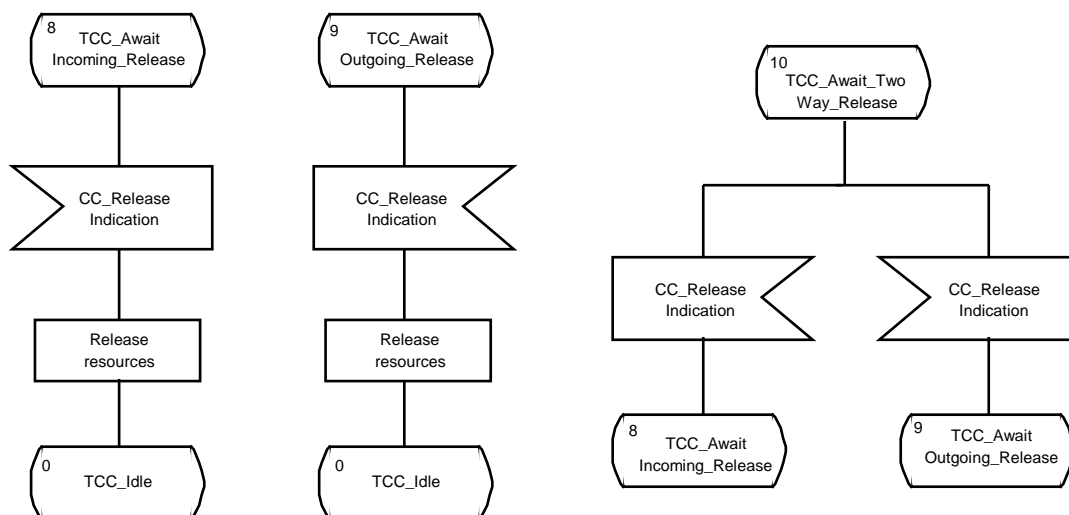 8
TCC_Await
Incoming_Release
CC_Release
Indication
Release
resources
0
TCC_Idle
9
TCC_Await
Outgoing_Release
CC_Release
Indication
Release
resources
0
TCC_Idle
10
TCC_Await_Two
Way_Release
CC_Release
Indication
8
TCC_Await
Incoming_Release
CC_Release
Indication
9
TCC_Await
Outgoing_Release